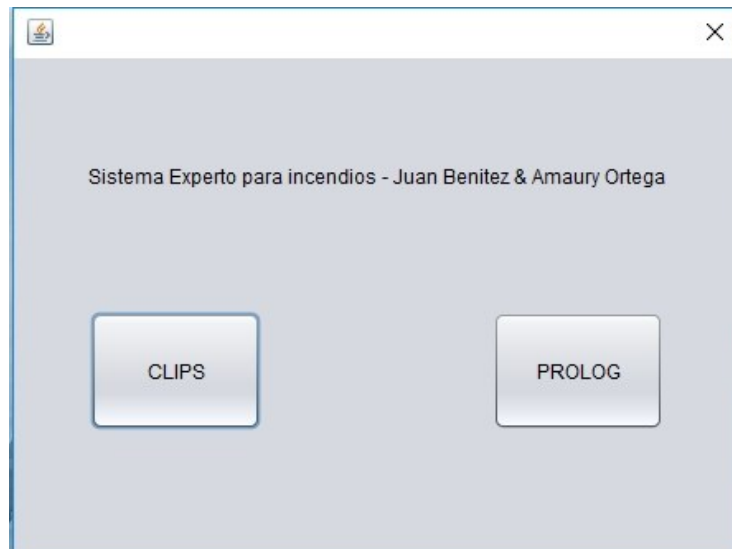 Sistema Experto para incendios - Juan Benitez & Amaury Ortega
CLIPS
PROLOG